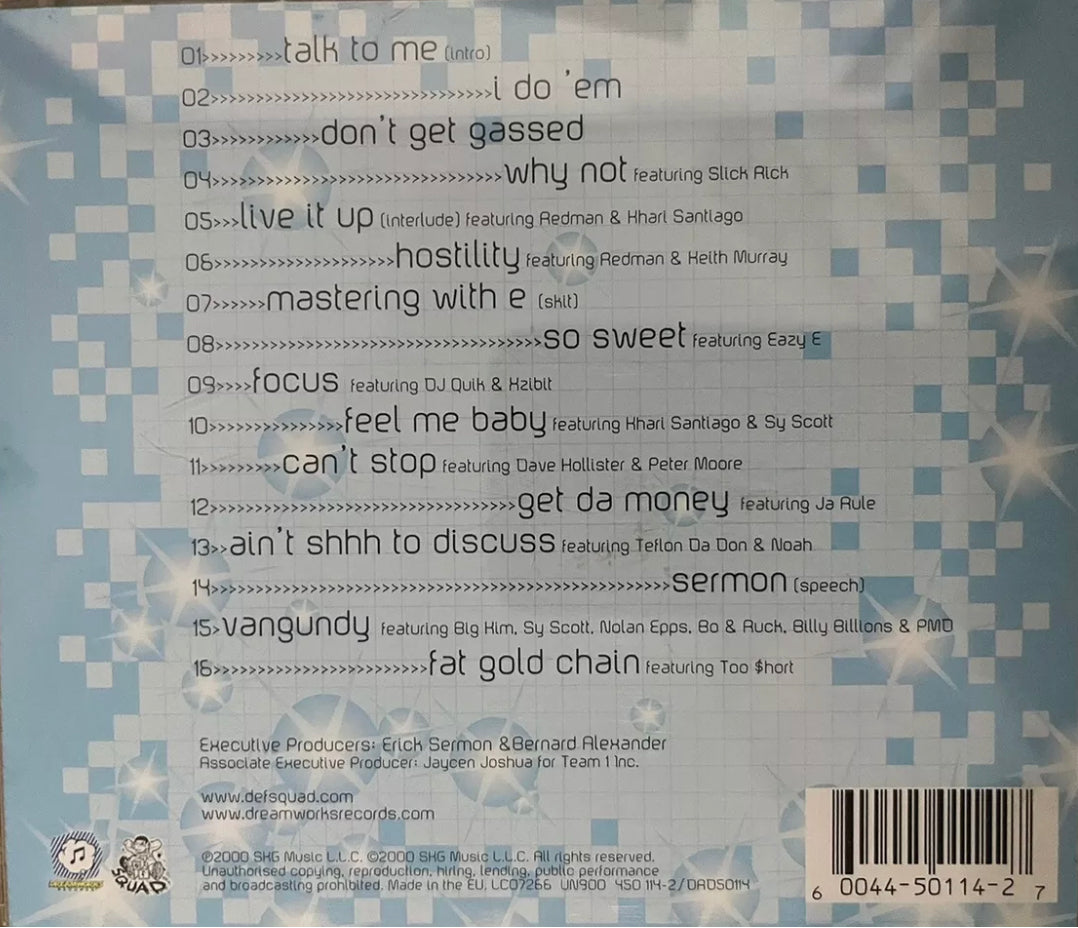 01>>>>>>>>>talk to me (intro)
02>>>>>>>>>>>>>>>>>>>>>>>>>>>>>>>i do 'em
03>>>>>>>>>>>>don't get gassed
04>>>>>>>>>>>>>>>>>>>>>>>>>>>>>>>>why not featuring Slick Rick
05>>>live it up (interlude) featuring Redman & Khari Santiago
06>>>>>>>>>>>>>>>>>>>>hostility featuring Redman & Keith Murray
07>>>>>>mastering with e (skit)
08>>>>>>>>>>>>>>>>>>>>>>>>>>>>>>>>>>>>so sweet featuring Eazy E
09>>>>focus featuring DJ Quik & Xzibit
10>>>>>>>>>>>>>>>feel me baby featuring Khari Santiago & Sy Scott
11>>>>>>>>>can't stop featuring Dave Hollister & Peter Moore
12>>>>>>>>>>>>>>>>>>>>>>>>>>>>>>>>>>get da money featuring Ja Rule
13>>ain't shhh to discuss featuring Teflon Da Don & Noah
14>>>>>>>>>>>>>>>>>>>>>>>>>>>>>>>>>>>>>>>>>>>>>>>>>>>sermon (speech)
15>vangundy featuring Big Kim, Sy Scott, Nolan Epps, Bo & Ruck, Billy Billions & PMD
16>>>>>>>>>>>>>>>>>>>>>>>>fat gold chain featuring Too $hort
Executive Producers: Erick Sermon &Bernard Alexander
Associate Executive Producer: Jaycen Joshua for Team 1 Inc.
www.defsquad.com
www.dreamworksrecords.com
℗2000 SKG Music L.L.C. ©2000 SKG Music L.L.C. All rights reserved.
Unauthorised copying, reproduction, hiring, lending, public performance
and broadcasting prohibited. Made in the EU. LC07266 UN900 450 114-2/DAD50114
SQUAD
6 0044-50114-2 7